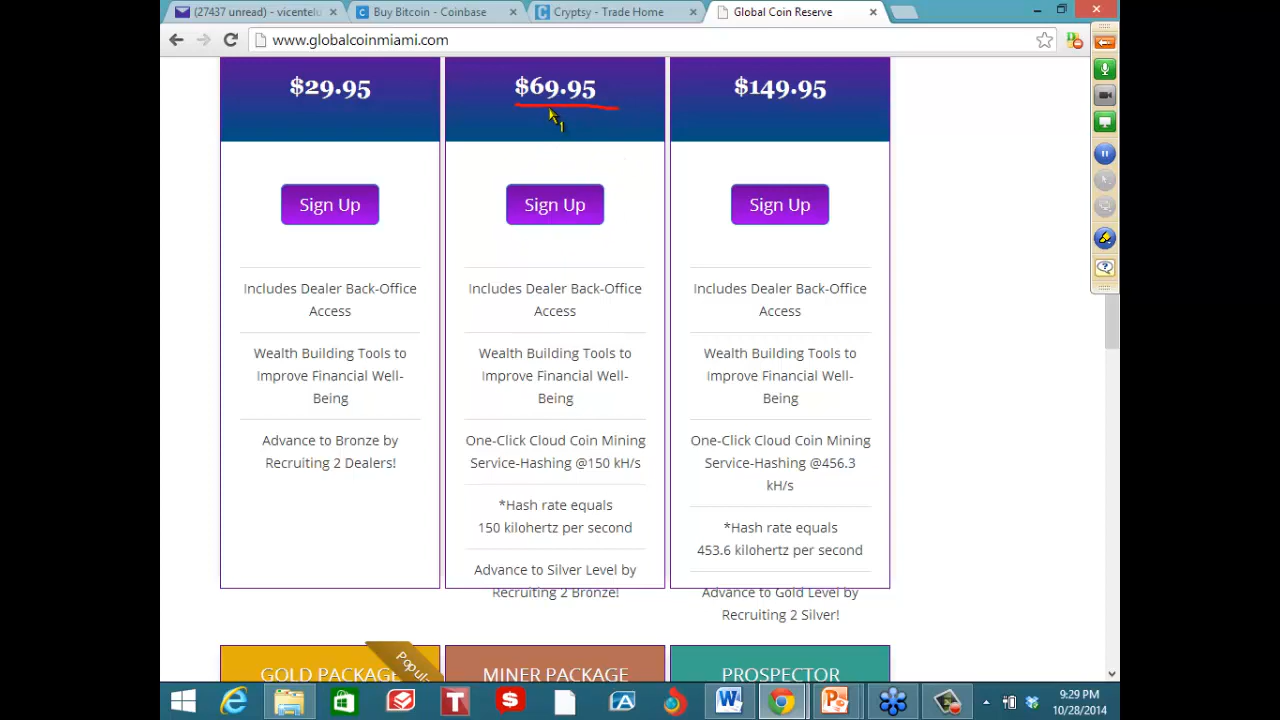 (27437 unread) - vicentelu
Buy Bitcoin - Coinbase
Cryptsy - Trade Home
Global Coin Reserve
www.globalcoinmiami.com
$29.95
Sign Up
Includes Dealer Back-Office
Access
Wealth Building Tools to
Improve Financial Well-
Being
Advance to Bronze by
Recruiting 2 Dealers!
$69.95
Sign Up
Includes Dealer Back-Office
Access
Wealth Building Tools to
Improve Financial Well-
Being
One-Click Cloud Coin Mining
Service-Hashing @150 kH/s
*Hash rate equals
150 kilohertz per second
Advance to Silver Level by
Recruiting 2 Bronze!
$149.95
Sign Up
Includes Dealer Back-Office
Access
Wealth Building Tools to
Improve Financial Well-
Being
One-Click Cloud Coin Mining
Service-Hashing @456.3
kH/s
*Hash rate equals
453.6 kilohertz per second
Advance to Gold Level by
Recruiting 2 Silver!
GOLD PACKAGE
Popul
MINER PACKAGE
PROSPECTOR
9:29 PM
10/28/2014